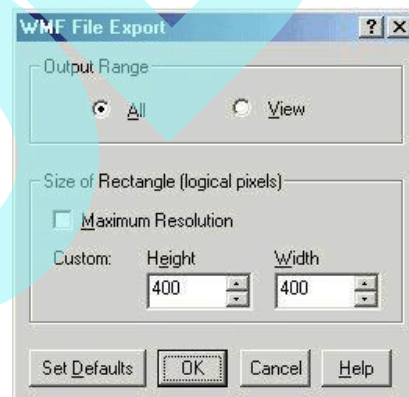 WMF File Export
Output Range
All
View
Size of Rectangle (logical pixels)
Maximum Resolution
Custom:
Height
Width
400
400
Set Defaults
OK
Cancel
Help